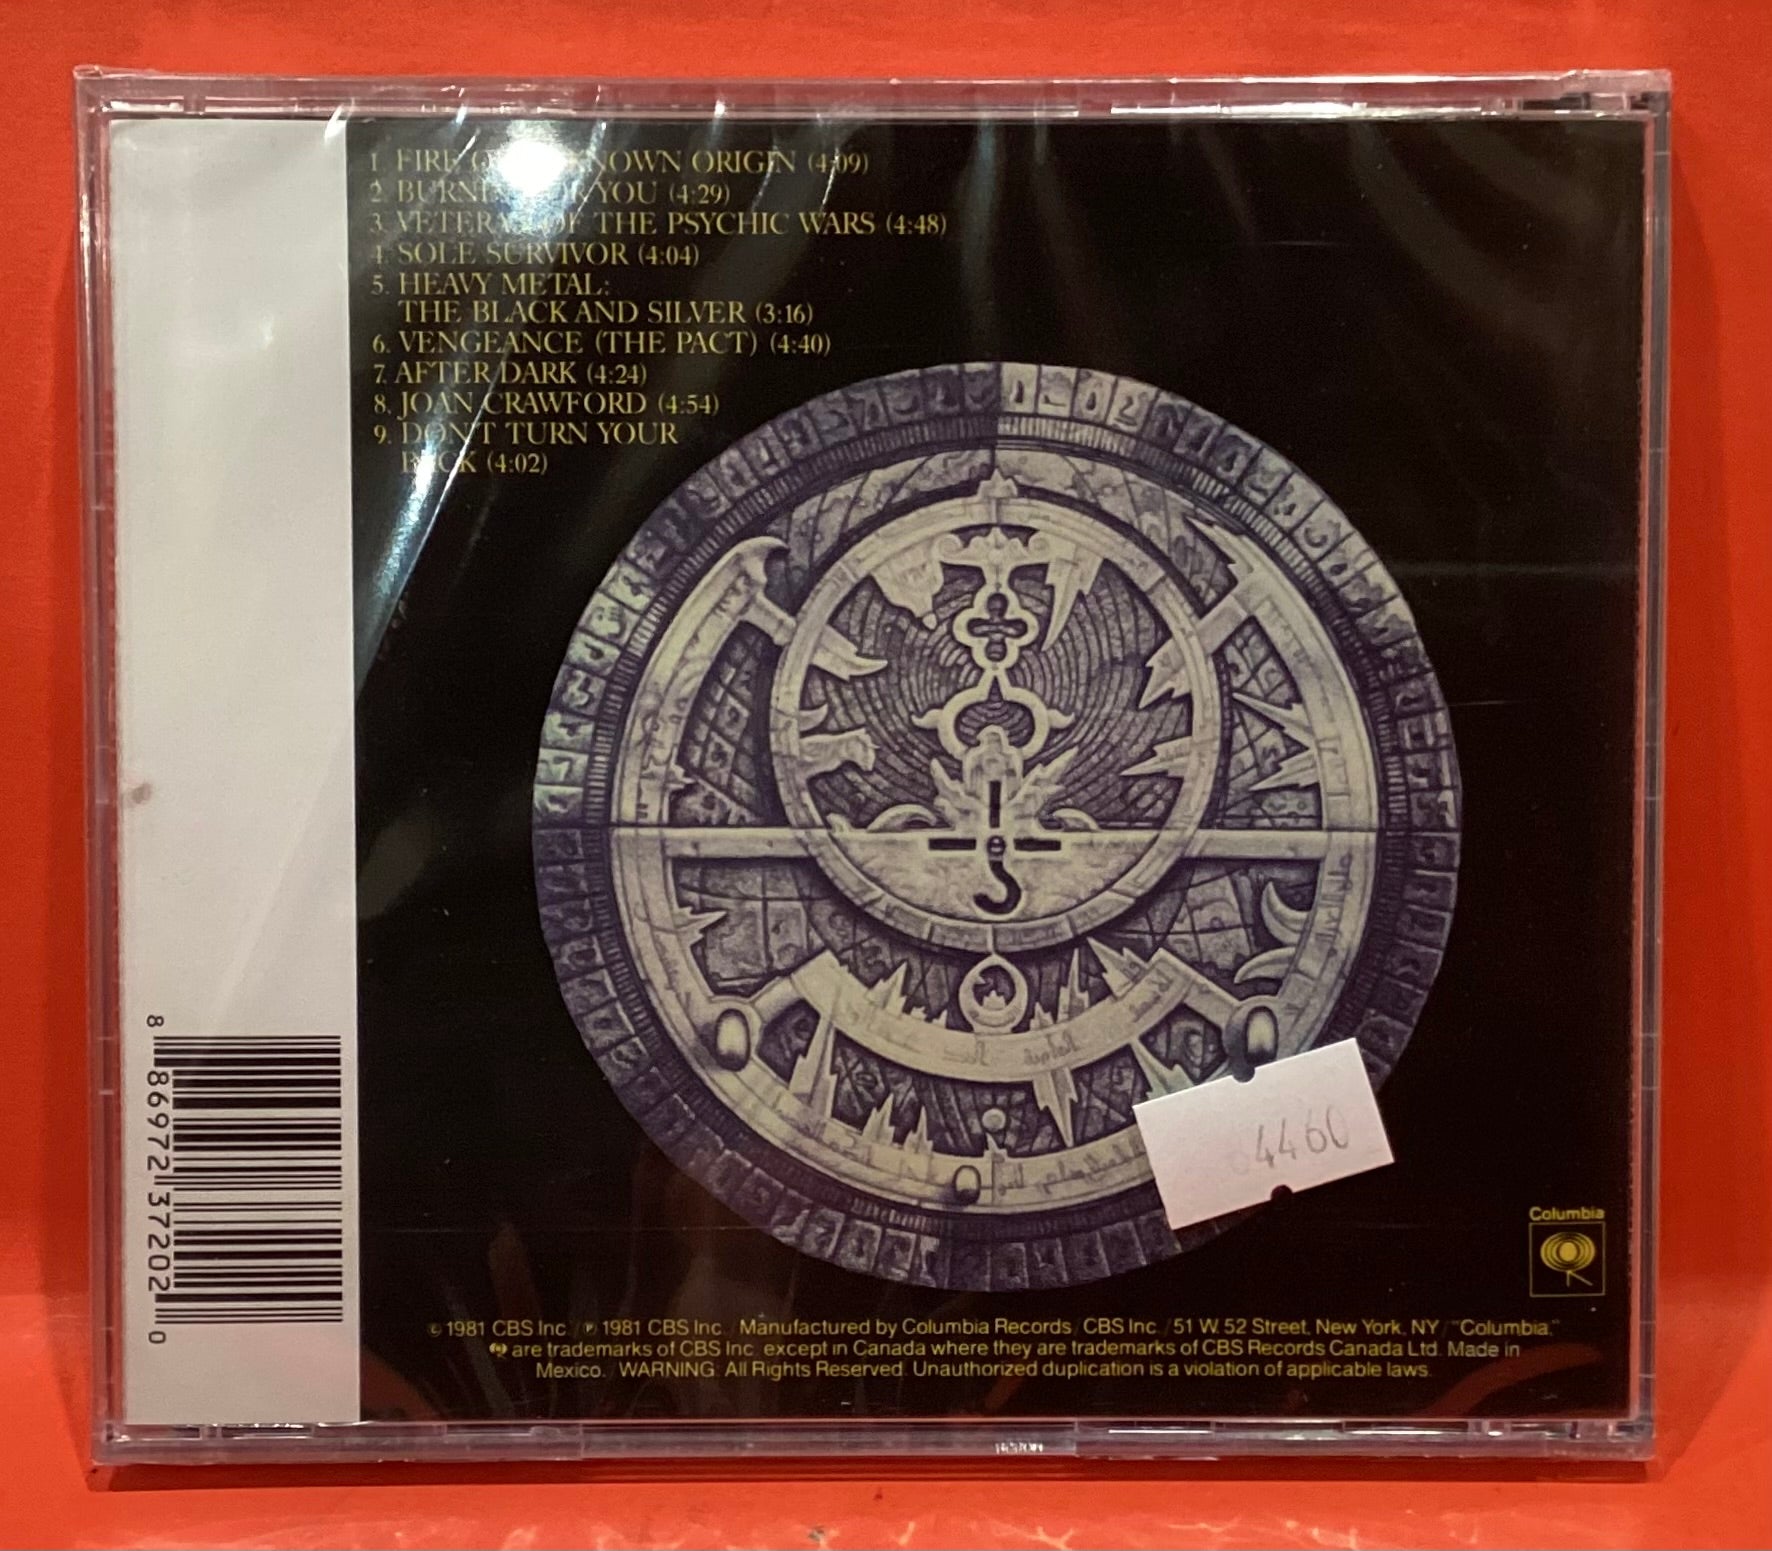 1. FIRE OF UNKNOWN ORIGIN (4:09)
2. BURNIN' FOR YOU (4:29)
3. VETERAN OF THE PSYCHIC WARS (4:48)
4. SOLE SURVIVOR (4:04)
5. HEAVY METAL:
THE BLACK AND SILVER (3:16)
6. VENGEANCE (THE PACT) (4:40)
7. AFTER DARK (4:24)
8. JOAN CRAWFORD (4:54)
9. DON'T TURN YOUR
BACK (4:02)
8 86972 37202 0
4460
Columbia
© 1981 CBS Inc. / ℗ 1981 CBS Inc. / Manufactured by Columbia Records / CBS Inc. / 51 W. 52 Street, New York, NY / "Columbia,"
are trademarks of CBS Inc. except in Canada where they are trademarks of CBS Records Canada Ltd. Made in
Mexico. / WARNING: All Rights Reserved. Unauthorized duplication is a violation of applicable laws.